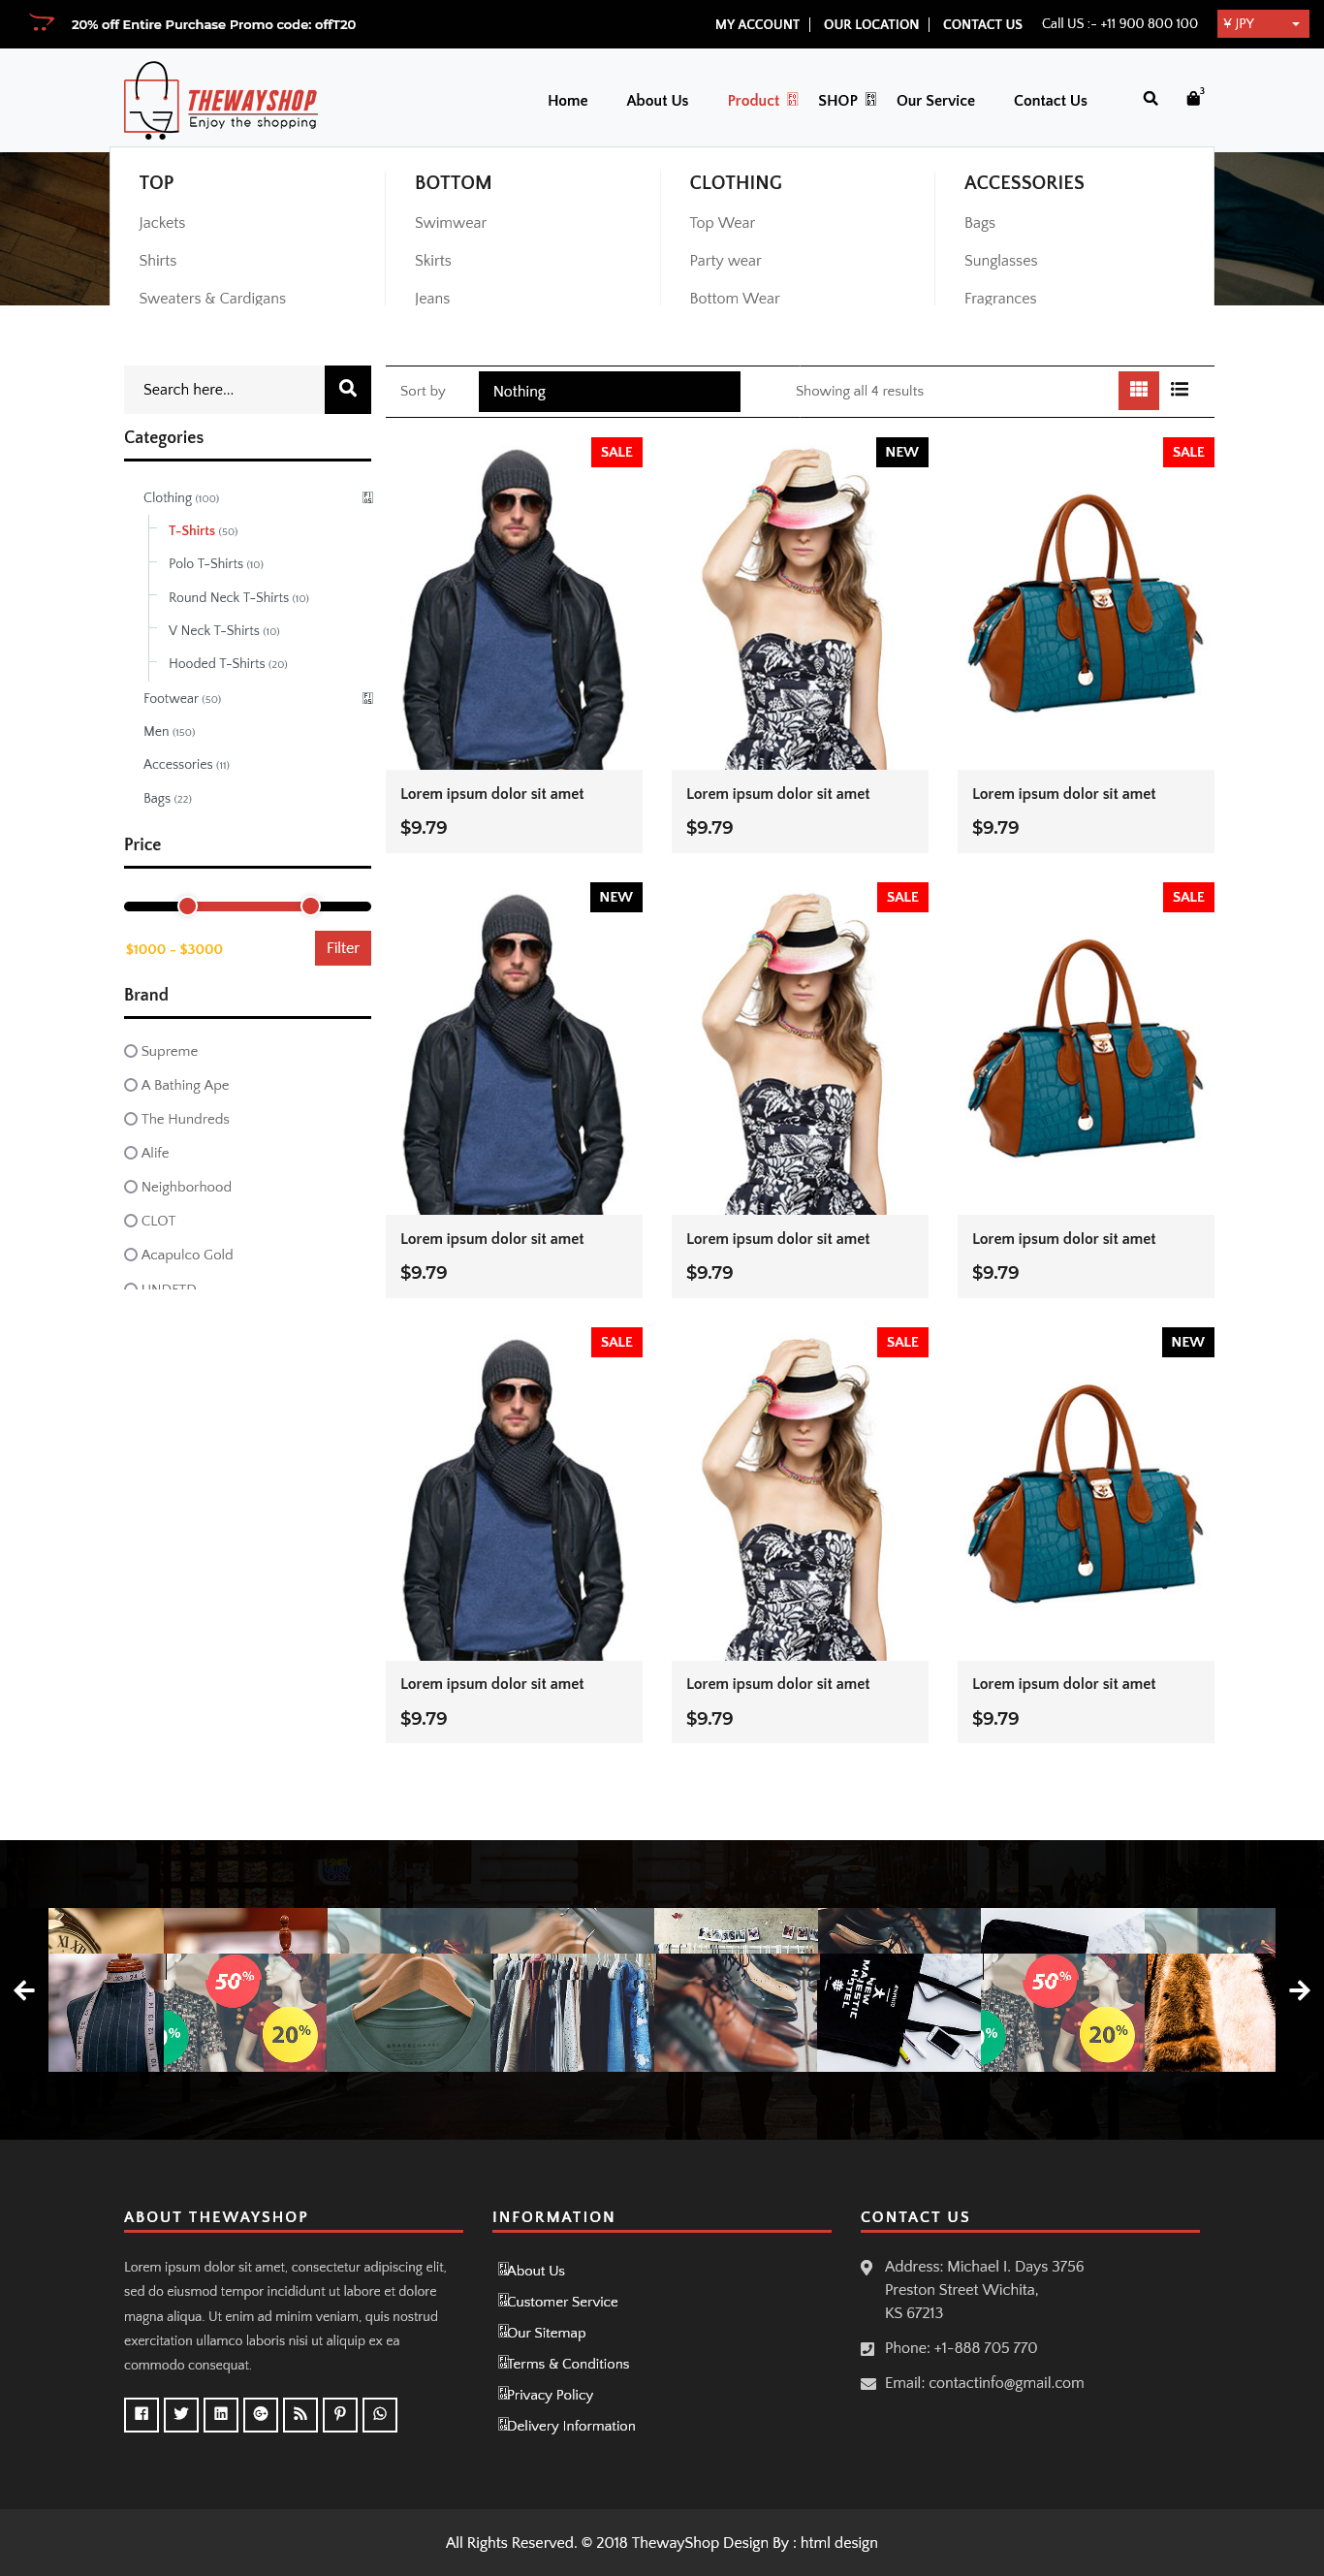 20% off Entire Purchase Promo code: offT20
MY ACCOUNT
OUR LOCATION
CONTACT US
Call US :- +11 900 800 100
¥ JPY
THEWAYSHOP
Enjoy the shopping
Home
About Us
Product
SHOP
Our Service
Contact Us
3
TOP
Jackets
Shirts
Sweaters & Cardigans
BOTTOM
Swimwear
Skirts
Jeans
CLOTHING
Top Wear
Party wear
Bottom Wear
ACCESSORIES
Bags
Sunglasses
Fragrances
Search here...
Categories
Clothing (100)
T-Shirts (50)
Polo T-Shirts (10)
Round Neck T-Shirts (10)
V Neck T-Shirts (10)
Hooded T-Shirts (20)
Footwear (50)
Men (150)
Accessories (11)
Bags (22)
Price
$1000 - $3000
Filter
Brand
Supreme
A Bathing Ape
The Hundreds
Alife
Neighborhood
CLOT
Acapulco Gold
UNDFTD
Sort by
Nothing
Showing all 4 results
SALE
Lorem ipsum dolor sit amet
$9.79
NEW
Lorem ipsum dolor sit amet
$9.79
SALE
Lorem ipsum dolor sit amet
$9.79
NEW
Lorem ipsum dolor sit amet
$9.79
SALE
Lorem ipsum dolor sit amet
$9.79
SALE
Lorem ipsum dolor sit amet
$9.79
SALE
Lorem ipsum dolor sit amet
$9.79
SALE
Lorem ipsum dolor sit amet
$9.79
NEW
Lorem ipsum dolor sit amet
$9.79
50%
20%
0%
MAJESTIC
HOTEL
50%
20%
0%
ABOUT THEWAYSHOP
Lorem ipsum dolor sit amet, consectetur adipiscing elit,
sed do eiusmod tempor incididunt ut labore et dolore
magna aliqua. Ut enim ad minim veniam, quis nostrud
exercitation ullamco laboris nisi ut aliquip ex ea
commodo consequat.
INFORMATION
About Us
Customer Service
Our Sitemap
Terms & Conditions
Privacy Policy
Delivery Information
CONTACT US
Address: Michael I. Days 3756
Preston Street Wichita,
KS 67213
Phone: +1-888 705 770
Email: contactinfo@gmail.com
All Rights Reserved. © 2018 ThewayShop Design By : html design